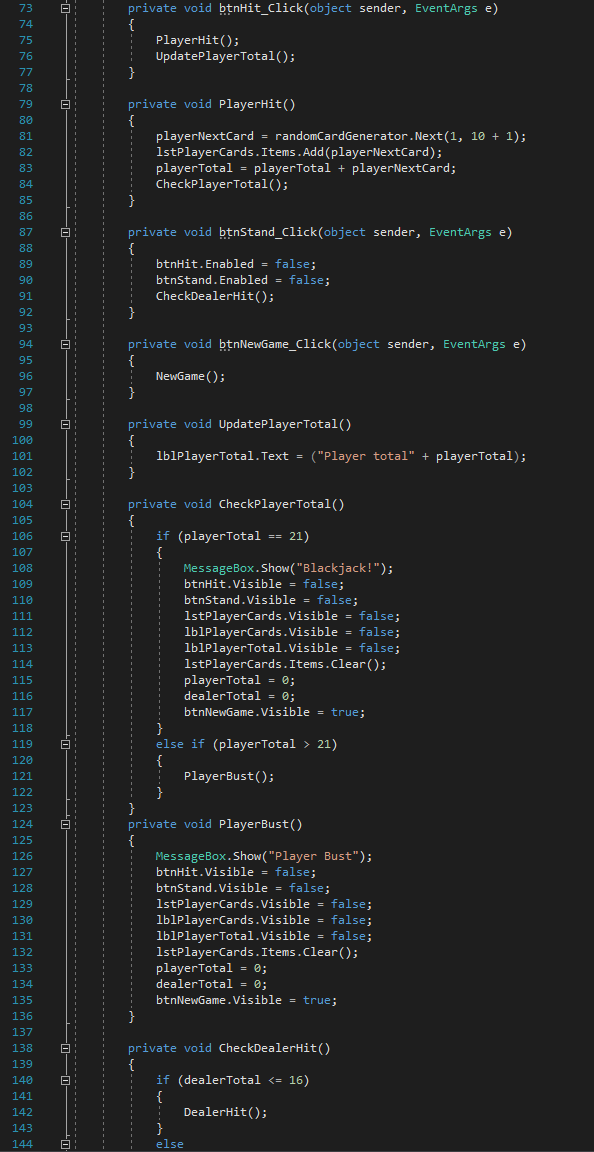 73 private void btnHit_Click(object sender, EventArgs e)
74 {
75 PlayerHit();
76 UpdatePlayerTotal();
77 }
78
79 private void PlayerHit()
80 {
81 playerNextCard = randomCardGenerator.Next(1, 10 + 1);
82 lstPlayerCards.Items.Add(playerNextCard);
83 playerTotal = playerTotal + playerNextCard;
84 CheckPlayerTotal();
85 }
86
87 private void btnStand_Click(object sender, EventArgs e)
88 {
89 btnHit.Enabled = false;
90 btnStand.Enabled = false;
91 CheckDealerHit();
92 }
93
94 private void btnNewGame_Click(object sender, EventArgs e)
95 {
96 NewGame();
97 }
98
99 private void UpdatePlayerTotal()
100 {
101 lblPlayerTotal.Text = ("Player total" + playerTotal);
102 }
103
104 private void CheckPlayerTotal()
105 {
106 if (playerTotal == 21)
107 {
108 MessageBox.Show("Blackjack!");
109 btnHit.Visible = false;
110 btnStand.Visible = false;
111 lstPlayerCards.Visible = false;
112 lblPlayerCards.Visible = false;
113 lblPlayerTotal.Visible = false;
114 lstPlayerCards.Items.Clear();
115 playerTotal = 0;
116 dealerTotal = 0;
117 btnNewGame.Visible = true;
118 }
119 else if (playerTotal > 21)
120 {
121 PlayerBust();
122 }
123 }
124 private void PlayerBust()
125 {
126 MessageBox.Show("Player Bust");
127 btnHit.Visible = false;
128 btnStand.Visible = false;
129 lstPlayerCards.Visible = false;
130 lblPlayerCards.Visible = false;
131 lblPlayerTotal.Visible = false;
132 lstPlayerCards.Items.Clear();
133 playerTotal = 0;
134 dealerTotal = 0;
135 btnNewGame.Visible = true;
136 }
137
138 private void CheckDealerHit()
139 {
140 if (dealerTotal <= 16)
141 {
142 DealerHit();
143 }
144 else